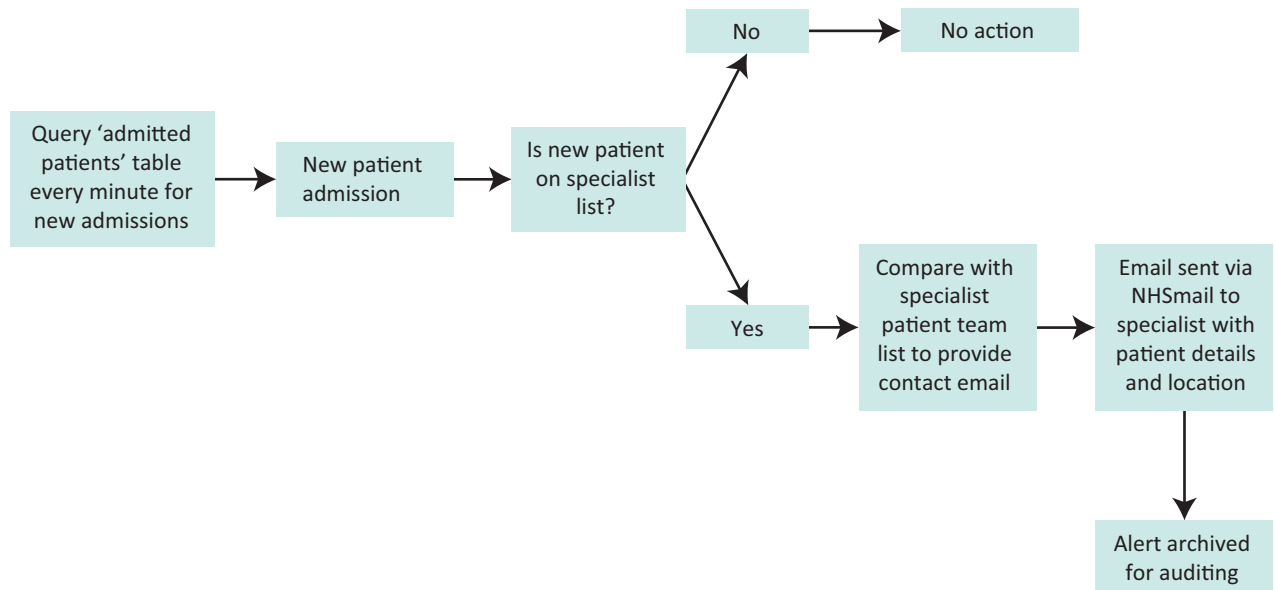 No
No action
Query ‘admitted
patients’ table
every minute for
new admissions
New patient
admission
Is new patient
on specialist
list?
Yes
Compare with
specialist
patient team
list to provide
contact email
Email sent via
NHSmail to
specialist with
patient details
and location
Alert archived
for auditing